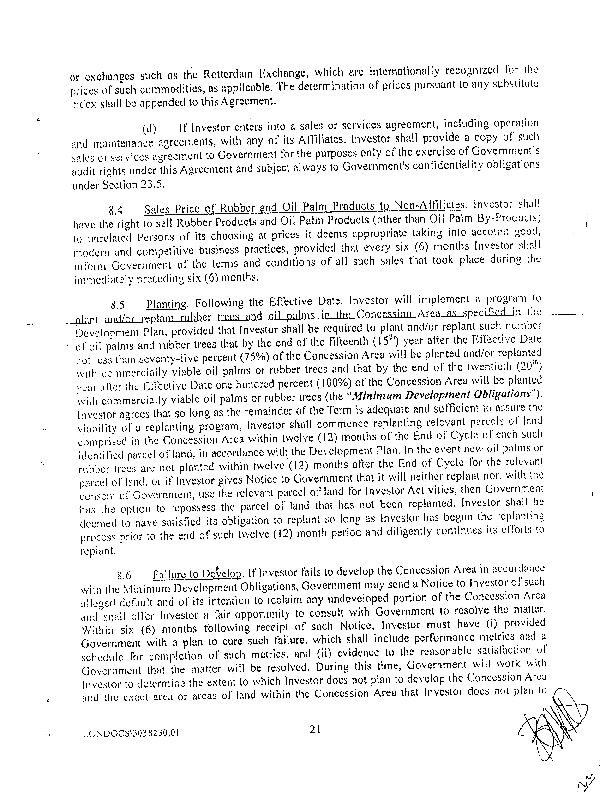 or exchanges such as the Rotterdam Exchange, which are internationally recognized for the
prices of such commodities, as applicable. The determination of prices pursuant to any substitute
index shall be appended to this Agreement.
(d) If Investor enters into a sale or services agreement, including operation
and maintenance agreements, with any of its Affiliates, Investor shall provide a copy of such
sales or services agreement to Government for the purposes only of the exercise of Government's
audit rights under this Agreement and subject always to Government's confidentiality obligations
under Section 23.5.
8.4 Sales Price of Rubber and Oil Palm Products to Non-Affiliates. Investor shall
have the right to sell Rubber Products and Oil Palm Products (other than Oil Palm By-Products)
to unrelated Persons of its choosing at prices it deems appropriate taking into account good,
modern and competitive business practices, provided that every six (6) months Investor shall
inform Government of the terms and conditions of all such sales that took place during the
immediately preceding six (6) months.
8.5 Planting. Following the Effective Date, Investor will implement a program to
plant and/or replant rubber trees and oil palms in the Concession Area as specified in the
Development Plan, provided that Investor shall be required to plant and/or replant such number
of oil palms and rubber trees that by the end of the fifteenth (15th) year after the Effective Date
not less than seventy-five percent (75%) of the Concession Area will be planted and/or replanted
with commercially viable oil palms or rubber trees and that by the end of the twentieth (20th)
year after the Effective Date one hundred percent (100%) of the Concession Area will be planted
with commercially viable oil palms or rubber trees (the "Minimum Development Obligations").
Investor agrees that so long as the remainder of the Term is adequate and sufficient to assure the
viability of a replanting program, Investor shall commence replanting relevant parcels of land
comprised in the Concession Area within twelve (12) months of the End of Cycle of each such
identified parcel of land, in accordance with the Development Plan. In the event new oil palms or
rubber trees are not planted within twelve (12) months after the End of Cycle for the relevant
parcel of land, or if Investor gives Notice to Government that it will neither replant nor, with the
consent of Government, use the relevant parcel of land for Investor Activities, then Government
has the option to repossess the parcel of land that has not been replanted. Investor shall be
deemed to have satisfied its obligation to replant so long as Investor has begun the replanting
process prior to the end of such twelve (12) month period and diligently continues its efforts to
replant.
8.6 Failure to Develop. If Investor fails to develop the Concession Area in accordance
with the Minimum Development Obligations, Government may send a Notice to Investor of such
alleged default and of its intention to reclaim any undeveloped portion of the Concession Area
and shall offer Investor a fair opportunity to consult with Government to resolve the matter.
Within six (6) months following receipt of such Notice, Investor must have (i) provided
Government with a plan to cure such failure, which shall include performance metrics and a
schedule for completion of such metrics, and (ii) evidence to the reasonable satisfaction of
Government that the matter will be resolved. During this time, Government will work with
Investor to determine the extent to which Investor does not plan to develop the Concession Area
and the exact area or areas of land within the Concession Area that Investor does not plan to
21